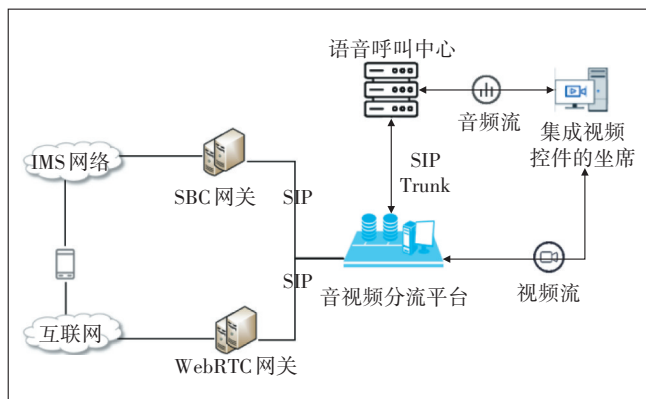 语音呼叫中心
音频流
集成视频
控件的坐席
IMS网络
SBC网关
SIP
SIP
Trunk
SIP
音视频分流平台
视频流
互联网
WebRTC网关